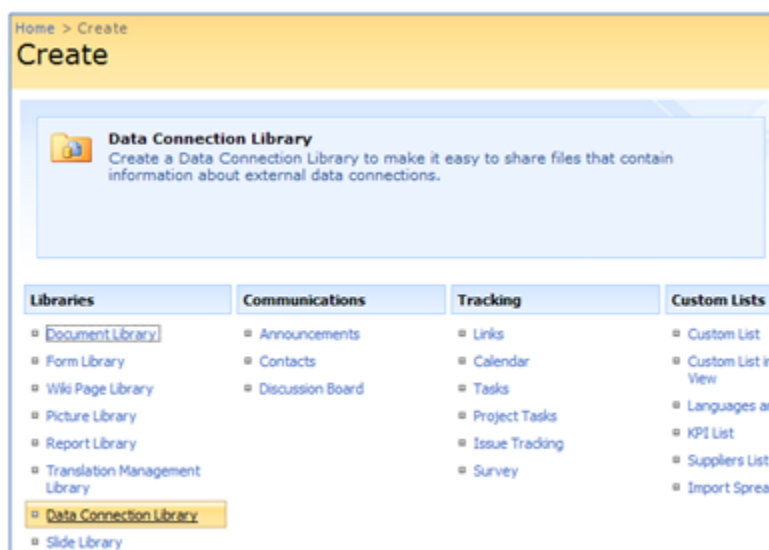 Home > Create
Create
Data Connection Library
Create a Data Connection Library to make it easy to share files that contain
information about external data connections.
Libraries
Document Library
Form Library
Wiki Page Library
Picture Library
Report Library
Translation Management
Library
Data Connection Library
Slide Library
Communications
Announcements
Contacts
Discussion Board
Tracking
Links
Calendar
Tasks
Project Tasks
Issue Tracking
Survey
Custom Lists
Custom List
Custom List
View
Languages
KPI List
Suppliers List
Import